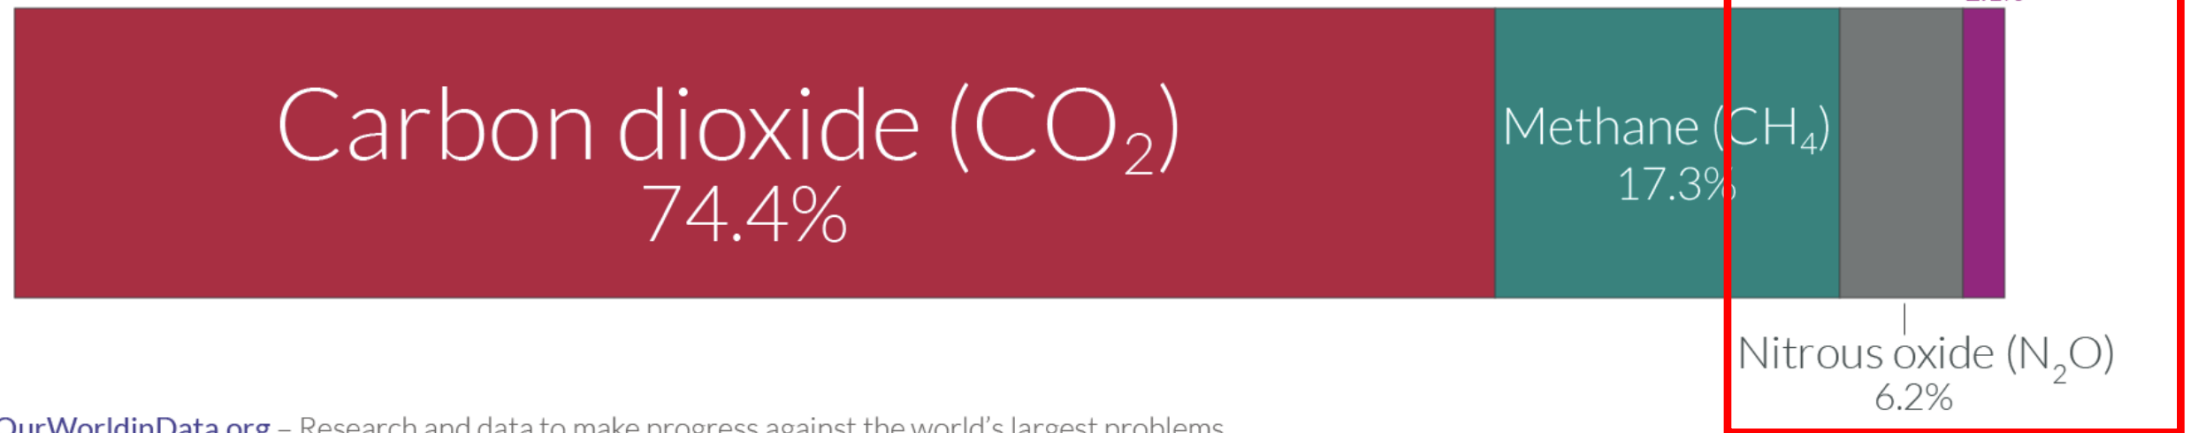 Carbon dioxide (CO₂)
74.4%
Methane (CH₄)
17.3%
Nitrous oxide (N₂O)
6.2%
OurWorldinData.org – Research and data to make progress against the world's largest problems.